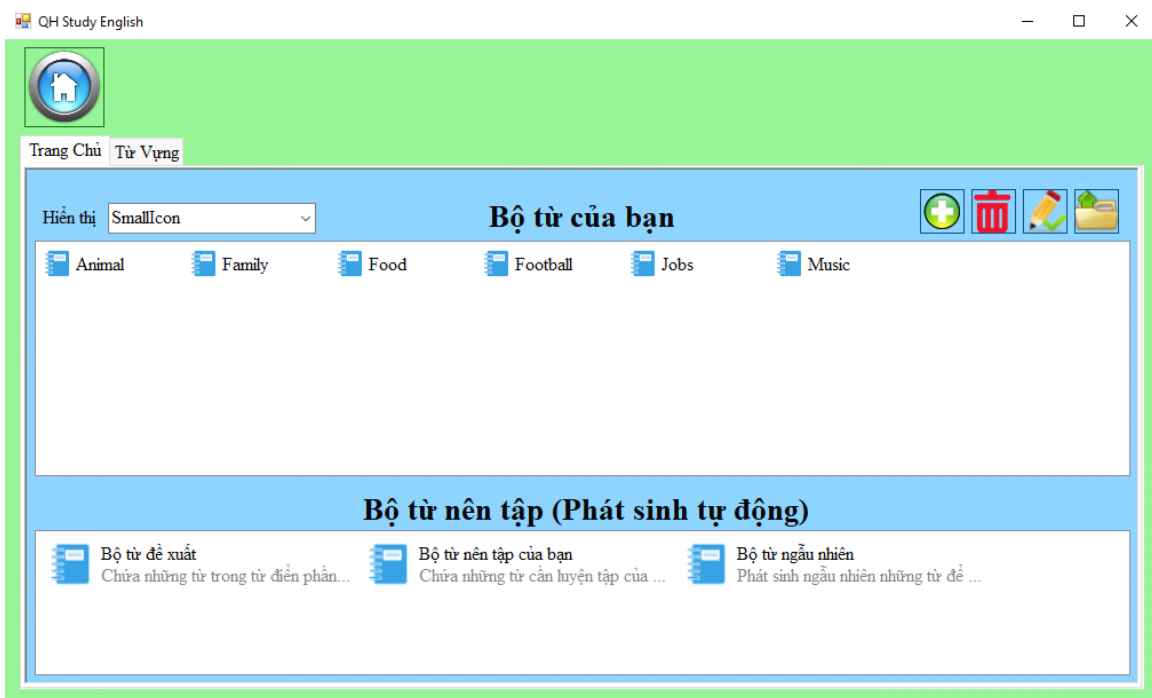 QH Study English
Trang Chủ Từ Vựng
Hiển thị SmallIcon Bộ từ của bạn
Animal Family Food Football Jobs Music
Bộ từ nên tập (Phát sinh tự động)
Bộ từ đề xuất Bộ từ nên tập của bạn Bộ từ ngẫu nhiên
Chứa những từ trong từ điển phần... Chứa những từ cần luyện tập của ... Phát sinh ngẫu nhiên những từ để ...